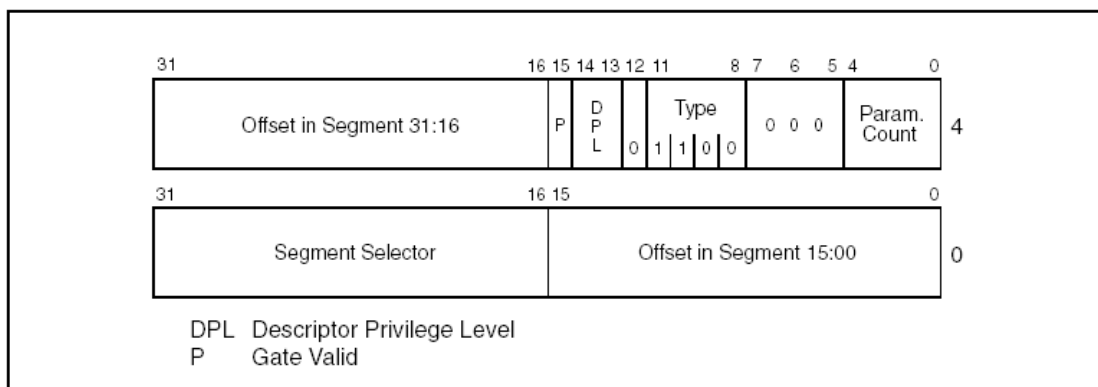 31 16 15 14 13 12 11 8 7 6 5 4 0
Offset in Segment 31:16 P D P L 0 Type 1 1 0 0 0 0 0 Param. Count 4
31 16 15 0
Segment Selector Offset in Segment 15:00 0
DPL Descriptor Privilege Level
P Gate Valid